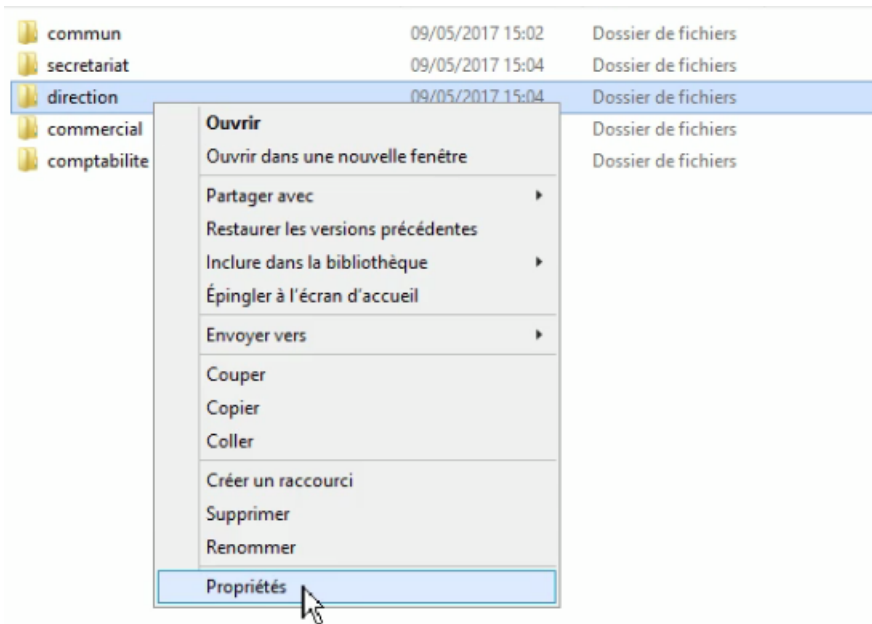 commun 09/05/2017 15:02 Dossier de fichiers
secretariat 09/05/2017 15:04 Dossier de fichiers
direction 09/05/2017 15:04 Dossier de fichiers
commercial Dossier de fichiers
comptabilite Dossier de fichiers
Ouvrir
Ouvrir dans une nouvelle fenêtre
Partager avec
Restaurer les versions précédentes
Inclure dans la bibliothèque
Épingler à l'écran d'accueil
Envoyer vers
Couper
Copier
Coller
Créer un raccourci
Supprimer
Renommer
Propriétés